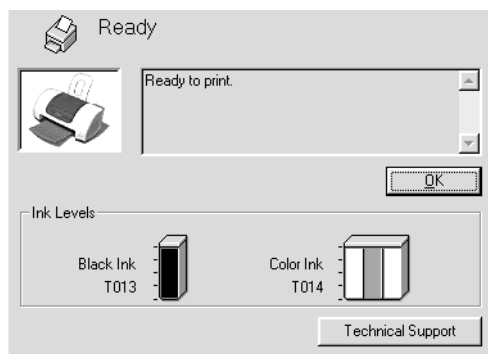 Ready
Ready to print.
OK
Ink Levels
Black Ink
T013
Color Ink
T014
Technical Support